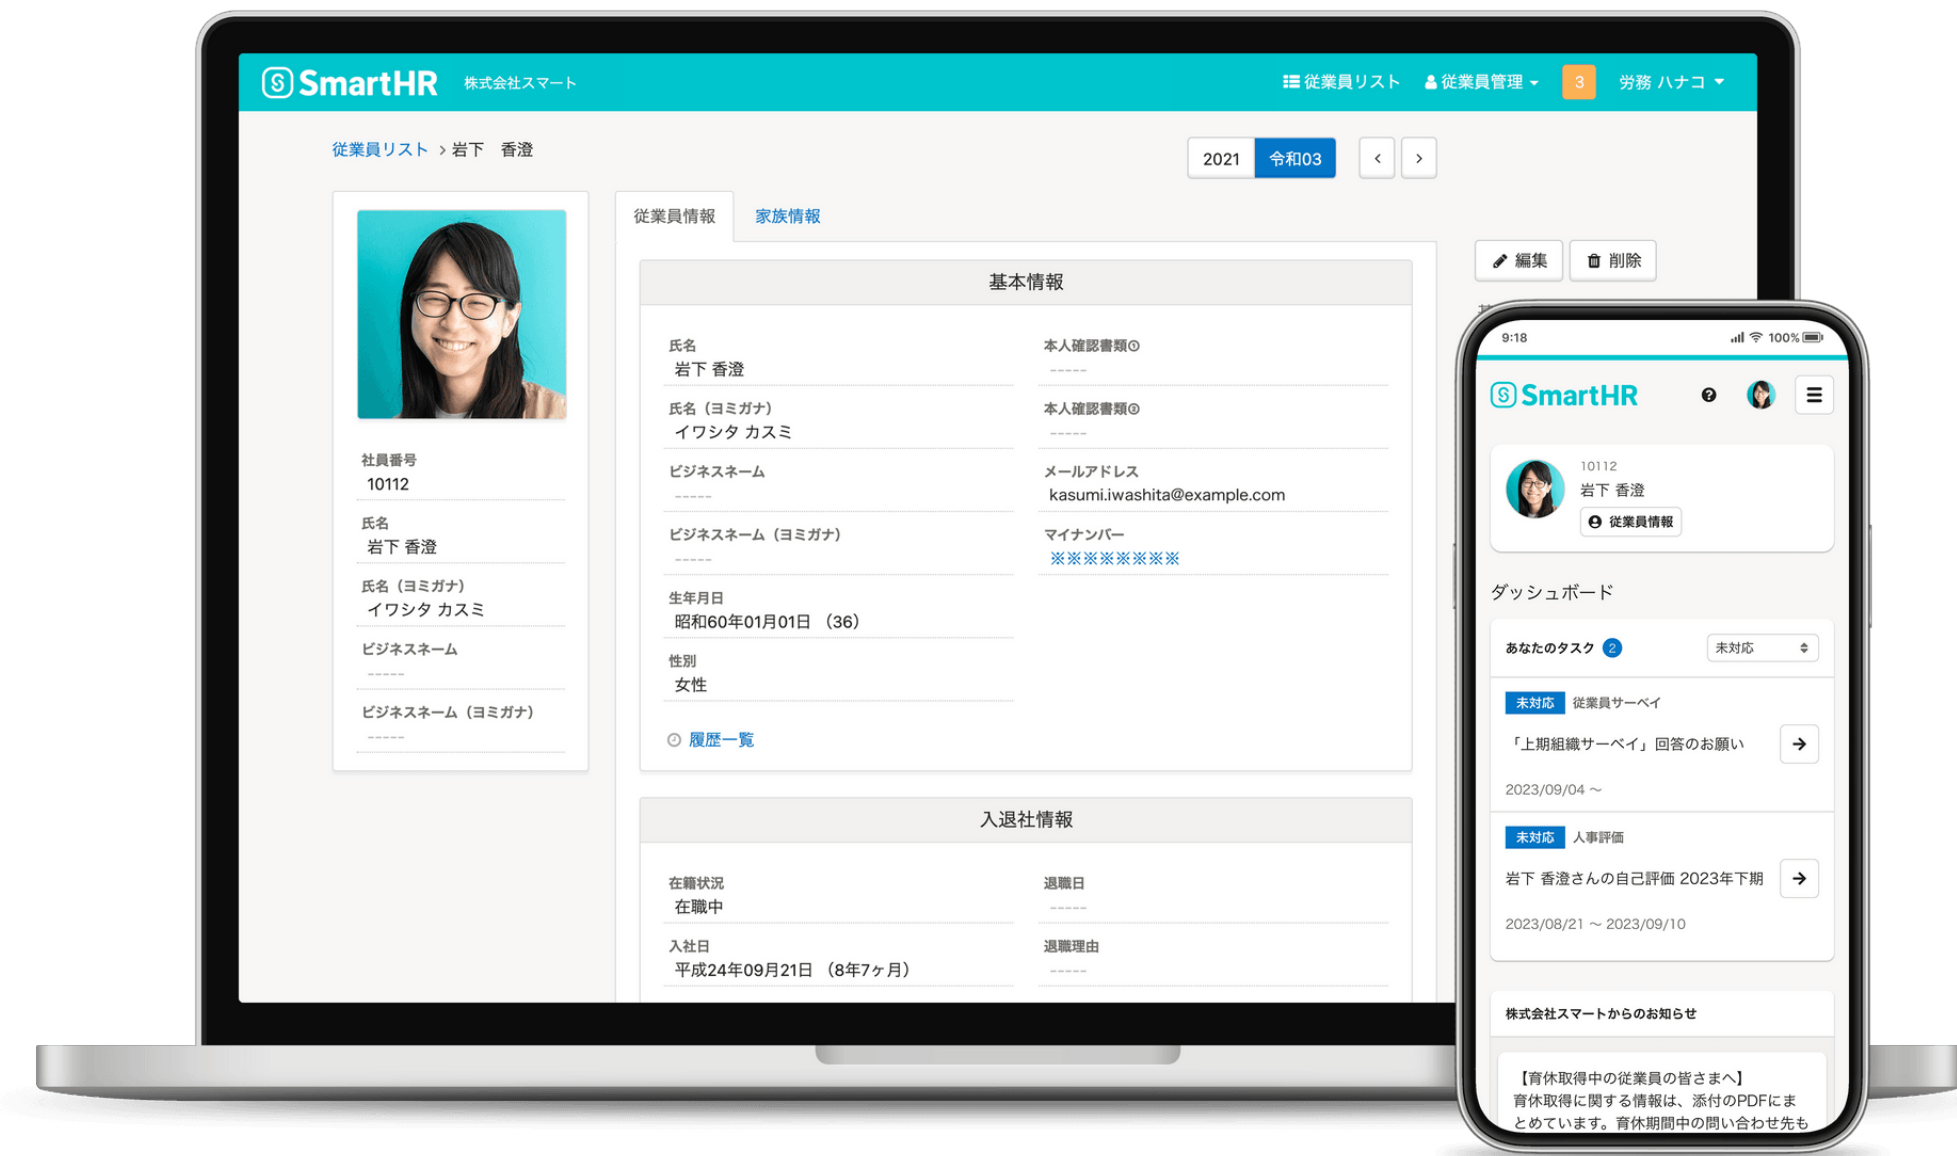 SmartHR 株式会社スマート 従業員リスト 従業員管理 3 労務 ハナコ
従業員リスト > 岩下 香澄
2021 令和03 < >
社員番号
10112
氏名
岩下 香澄
氏名（ヨミガナ）
イワシタ カスミ
ビジネスネーム
-----
ビジネスネーム（ヨミガナ）
-----
従業員情報 家族情報
基本情報
氏名
岩下 香澄
氏名（ヨミガナ）
イワシタ カスミ
ビジネスネーム
-----
ビジネスネーム（ヨミガナ）
-----
生年月日
昭和60年01月01日 （36）
性別
女性
履歴一覧
本人確認書類①
-----
本人確認書類②
-----
メールアドレス
kasumi.iwashita@example.com
マイナンバー
※※※※※※※※
入退社情報
在籍状況
在職中
入社日
平成24年09月21日 （8年7ヶ月）
退職日
-----
退職理由
-----
編集 削除
9:18 100%
SmartHR
10112
岩下 香澄
従業員情報
ダッシュボード
あなたのタスク 2 未対応
未対応 従業員サーベイ
「上期組織サーベイ」回答のお願い
2023/09/04 〜
未対応 人事評価
岩下 香澄さんの自己評価 2023年下期
2023/08/21 〜 2023/09/10
株式会社スマートからのお知らせ
【育休取得中の従業員の皆さまへ】
育休取得に関する情報は、添付のPDFにま
とめています。育休期間中の問い合わせ先も